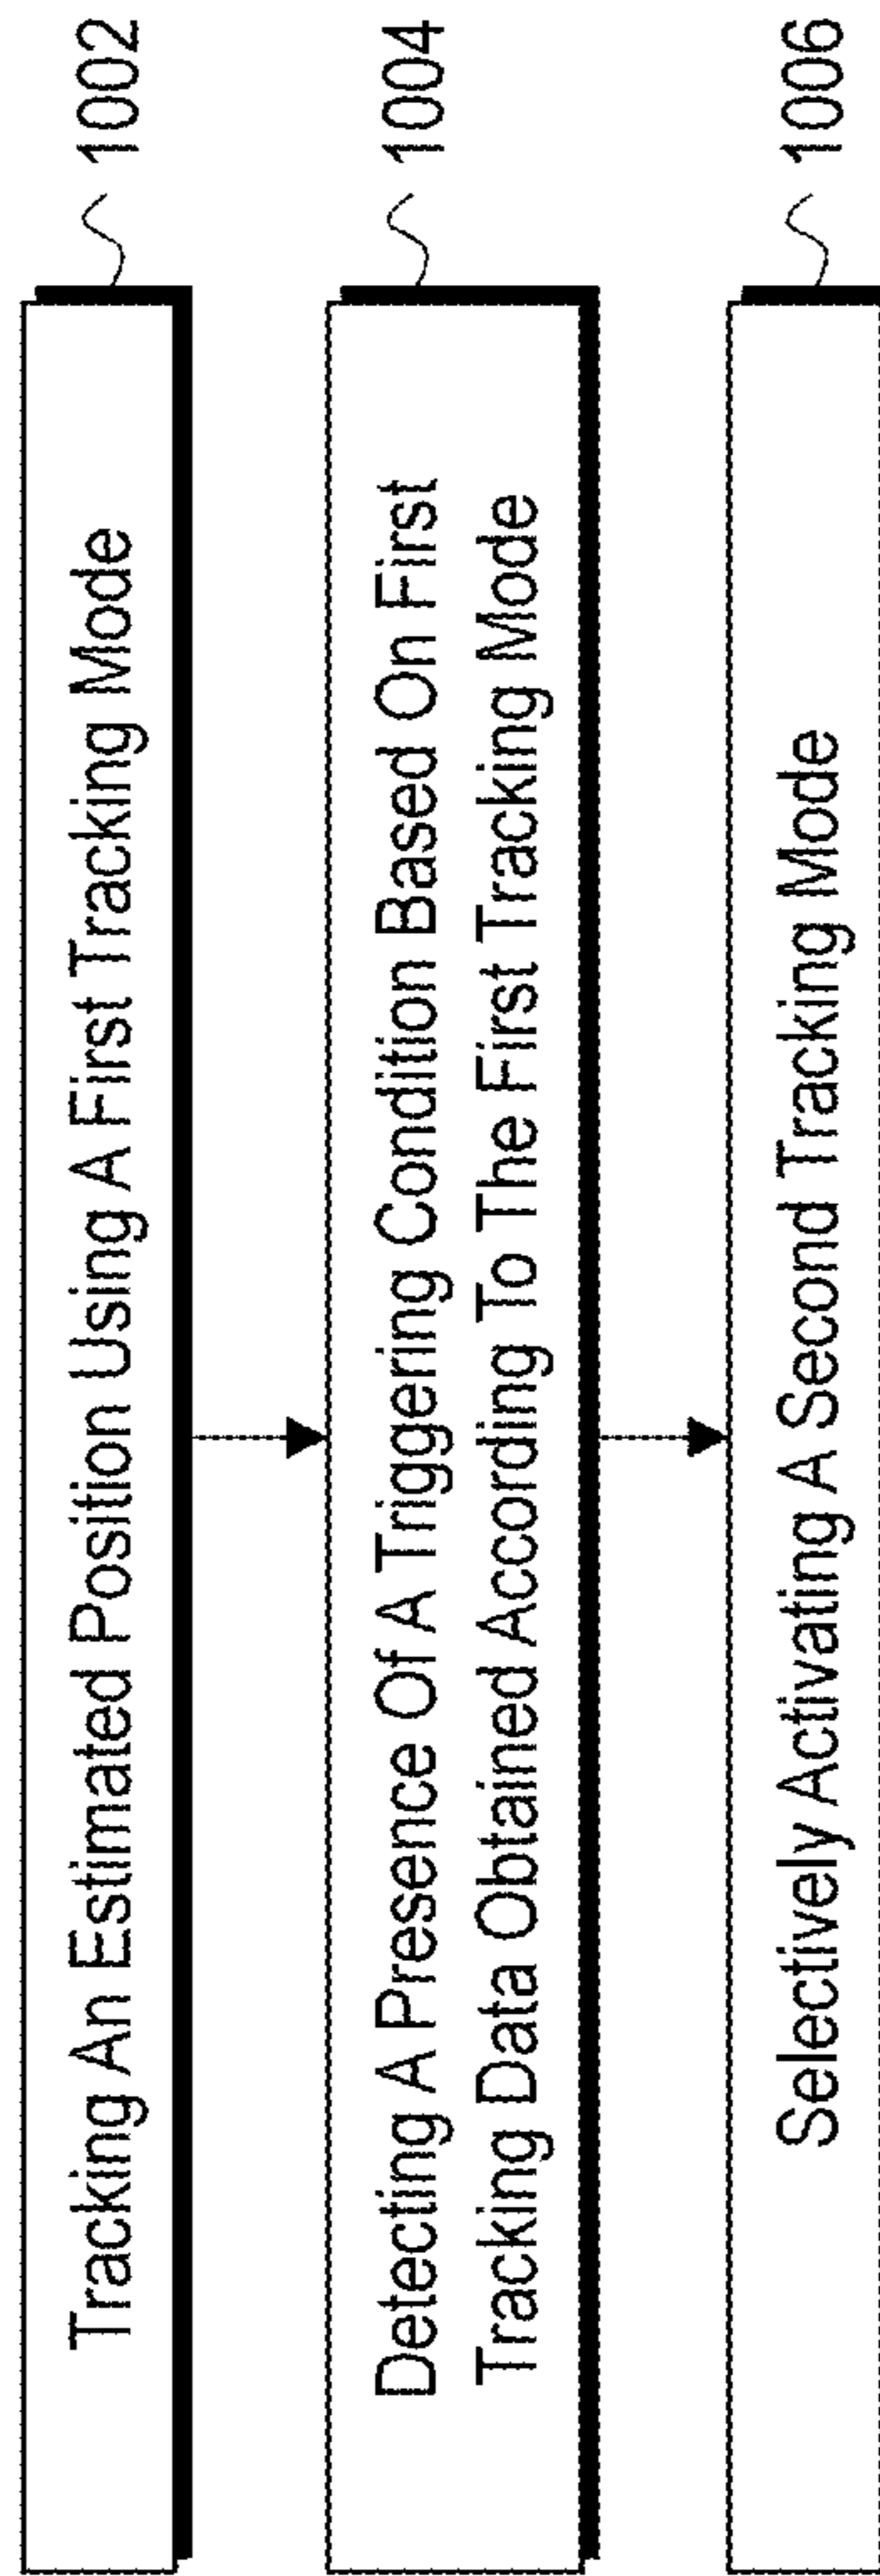 Tracking An Estimated Position Using A First Tracking Mode
1002
Detecting A Presence Of A Triggering Condition Based On First
Tracking Data Obtained According To The First Tracking Mode
1004
Selectively Activating A Second Tracking Mode
1006